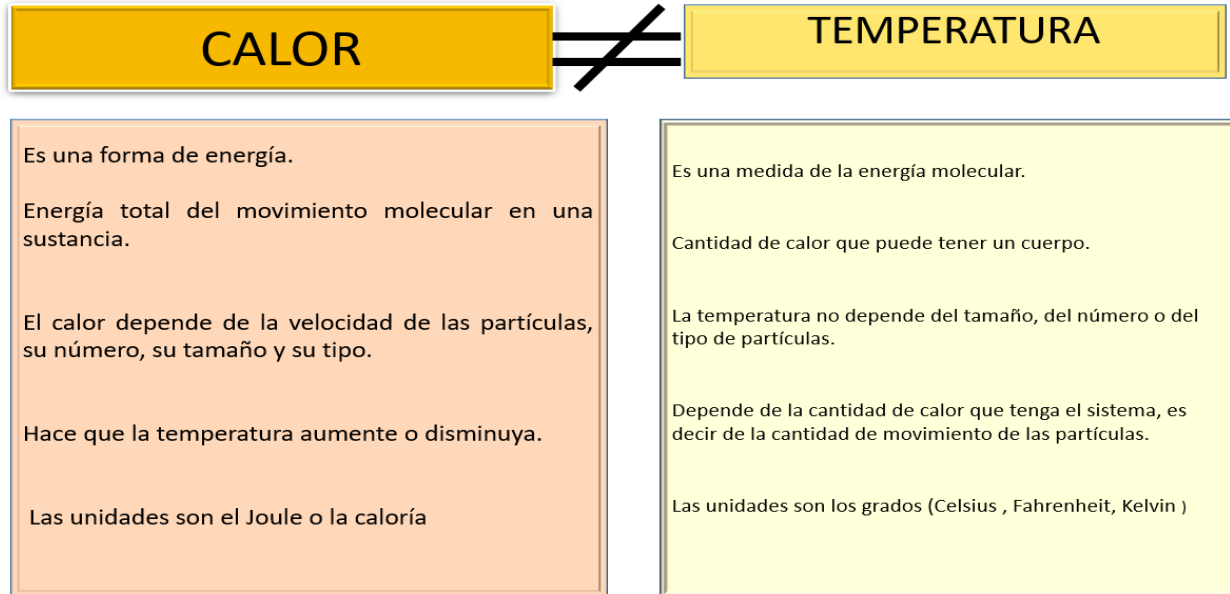 CALOR
TEMPERATURA
Es una forma de energía.
Energía total del movimiento molecular en una
sustancia.
El calor depende de la velocidad de las partículas,
su número, su tamaño y su tipo.
Hace que la temperatura aumente o disminuya.
Las unidades son el Joule o la caloría
Es una medida de la energía molecular.
Cantidad de calor que puede tener un cuerpo.
La temperatura no depende del tamaño, del número o del
tipo de partículas.
Depende de la cantidad de calor que tenga el sistema, es
decir de la cantidad de movimiento de las partículas.
Las unidades son los grados (Celsius , Fahrenheit, Kelvin )